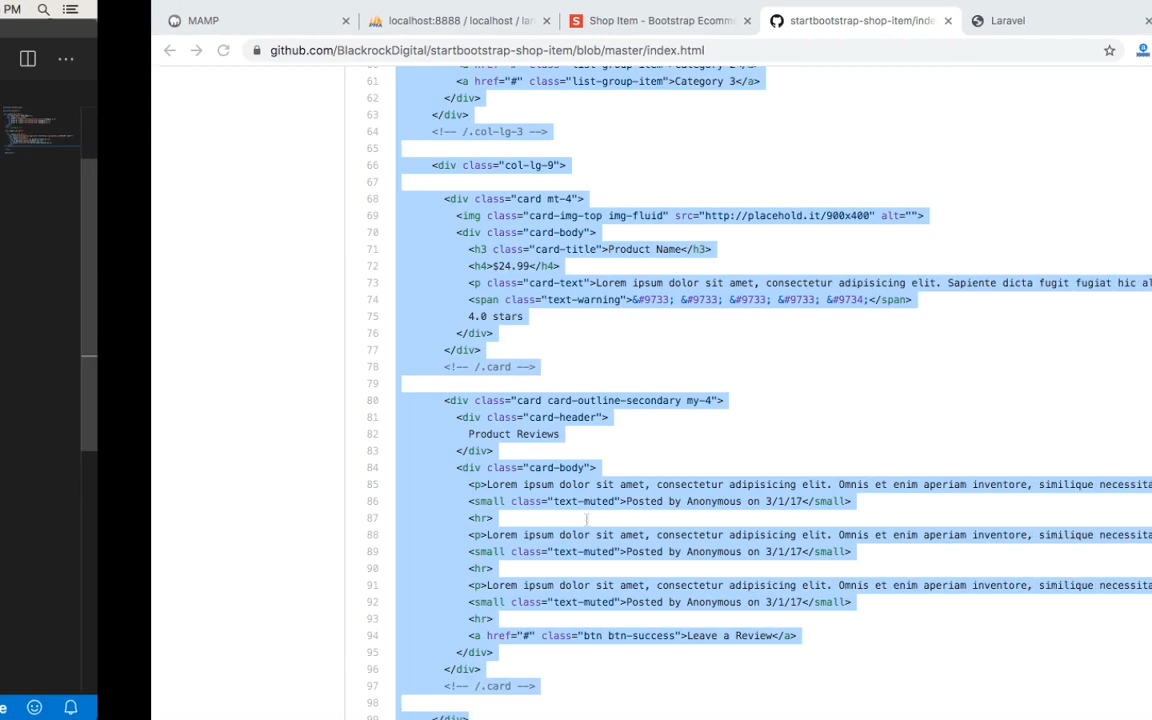 PM
MAMP
localhost:8888 / localhost / lar
Shop Item - Bootstrap Ecomm
startbootstrap-shop-item/inde
Laravel
github.com/BlackrockDigital/startbootstrap-shop-item/blob/master/index.html
61 <a href="#" class="list-group-item">Category 3</a>
62 </div>
63 </div>
64 <!-- /.col-lg-3 -->
65
66 <div class="col-lg-9">
67
68 <div class="card mt-4">
69 <img class="card-img-top img-fluid" src="http://placehold.it/900x400" alt="">
70 <div class="card-body">
71 <h3 class="card-title">Product Name</h3>
72 <h4>$24.99</h4>
73 <p class="card-text">Lorem ipsum dolor sit amet, consectetur adipisicing elit. Sapiente dicta fugit fugiat hic al
74 <span class="text-warning">&#9733; &#9733; &#9733; &#9733; &#9734;</span>
75 4.0 stars
76 </div>
77 </div>
78 <!-- /.card -->
79
80 <div class="card card-outline-secondary my-4">
81 <div class="card-header">
82 Product Reviews
83 </div>
84 <div class="card-body">
85 <p>Lorem ipsum dolor sit amet, consectetur adipisicing elit. Omnis et enim aperiam inventore, similique necessita
86 <small class="text-muted">Posted by Anonymous on 3/1/17</small>
87 <hr>
88 <p>Lorem ipsum dolor sit amet, consectetur adipisicing elit. Omnis et enim aperiam inventore, similique necessita
89 <small class="text-muted">Posted by Anonymous on 3/1/17</small>
90 <hr>
91 <p>Lorem ipsum dolor sit amet, consectetur adipisicing elit. Omnis et enim aperiam inventore, similique necessita
92 <small class="text-muted">Posted by Anonymous on 3/1/17</small>
93 <hr>
94 <a href="#" class="btn btn-success">Leave a Review</a>
95 </div>
96 </div>
97 <!-- /.card -->
98
99 </div>
e